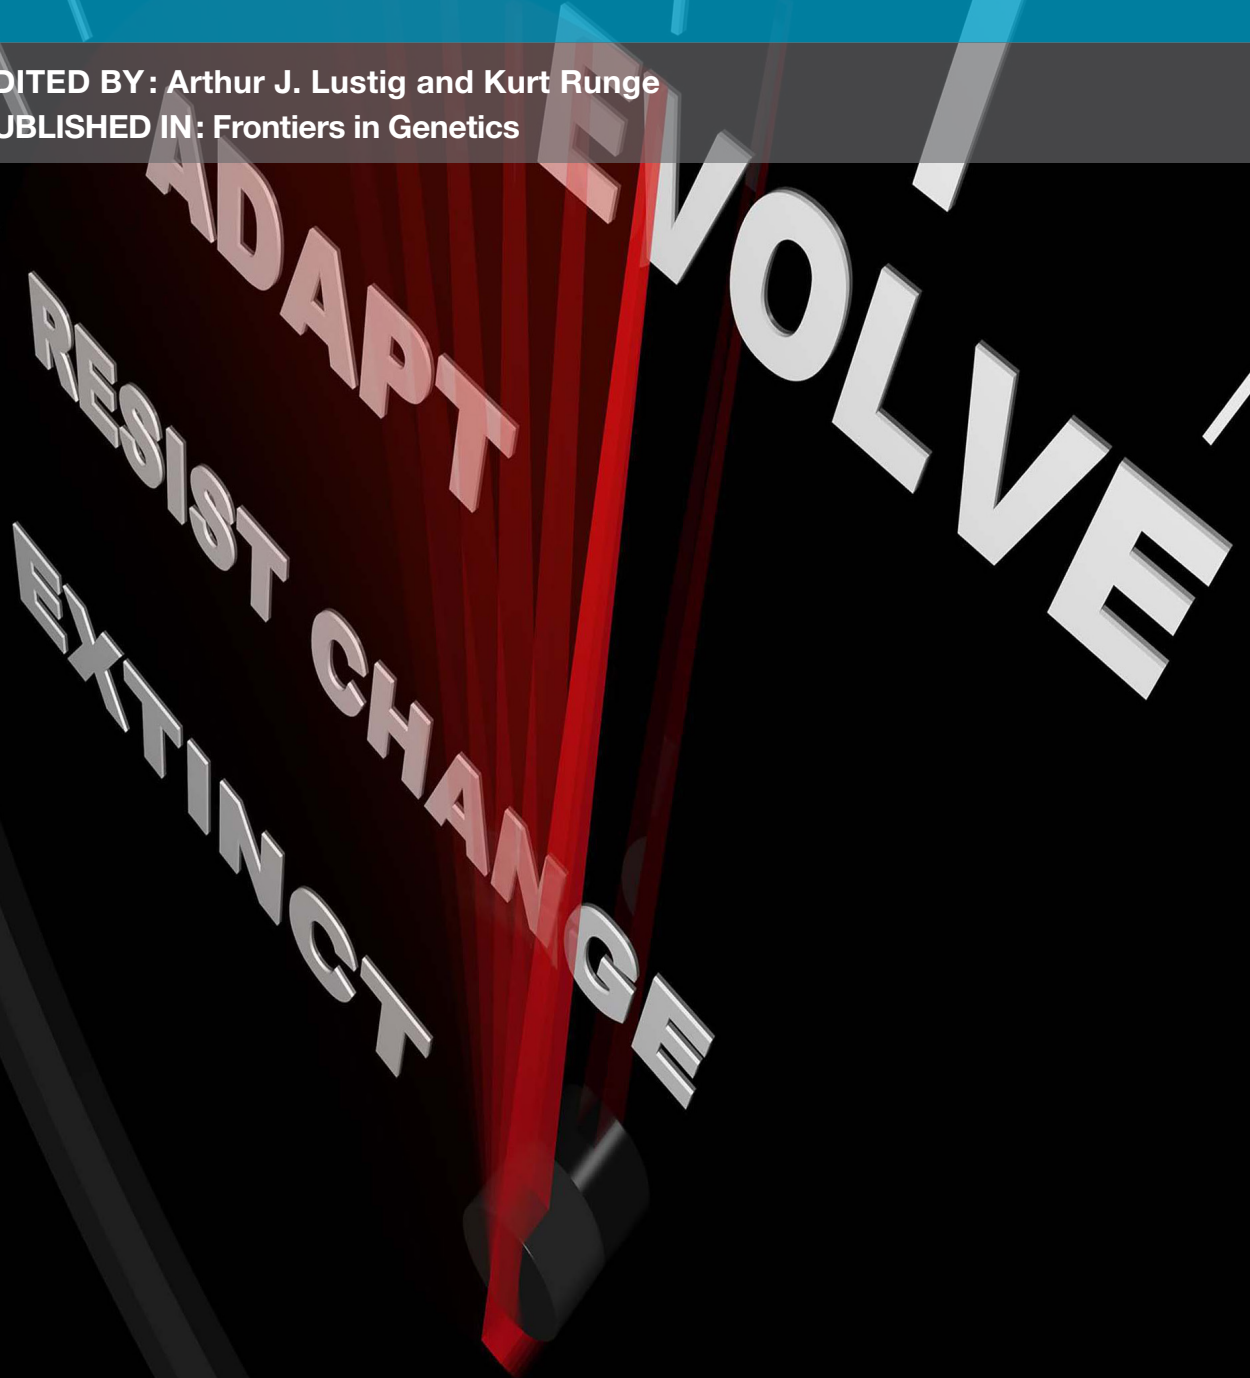 DITED BY: Arthur J. Lustig and Kurt Runge
UBLISHED IN: Frontiers in Genetics
EVOLVE
ADAPT
RESIST CHANGE
EXTINCT